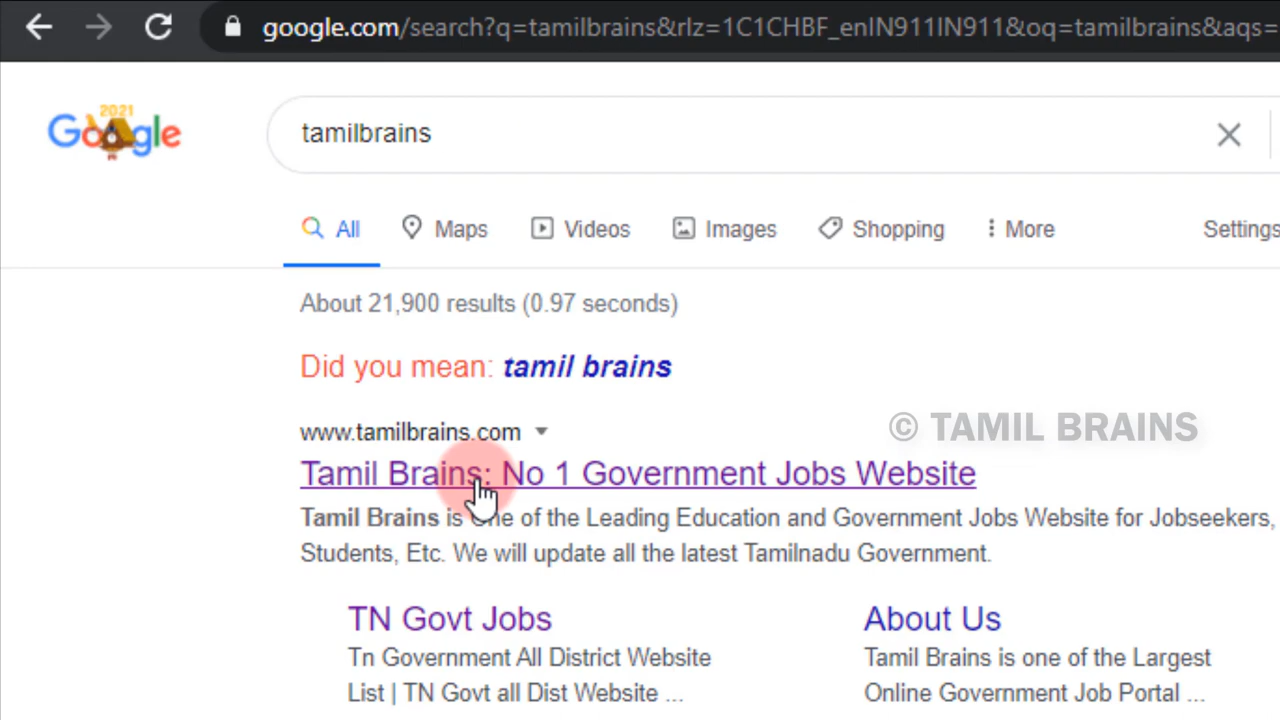 google.com/search?q=tamilbrains&rlz=1C1CHBF_enIN911IN911&oq=tamilbrains&aqs=
2021
Google
tamilbrains
All Maps Videos Images Shopping More Settings
About 21,900 results (0.97 seconds)
Did you mean: tamil brains
www.tamilbrains.com
© TAMIL BRAINS
Tamil Brains: No 1 Government Jobs Website
Tamil Brains is One of the Leading Education and Government Jobs Website for Jobseekers,
Students, Etc. We will update all the latest Tamilnadu Government.
TN Govt Jobs
Tn Government All District Website
List | TN Govt all Dist Website ...
About Us
Tamil Brains is one of the Largest
Online Government Job Portal ...